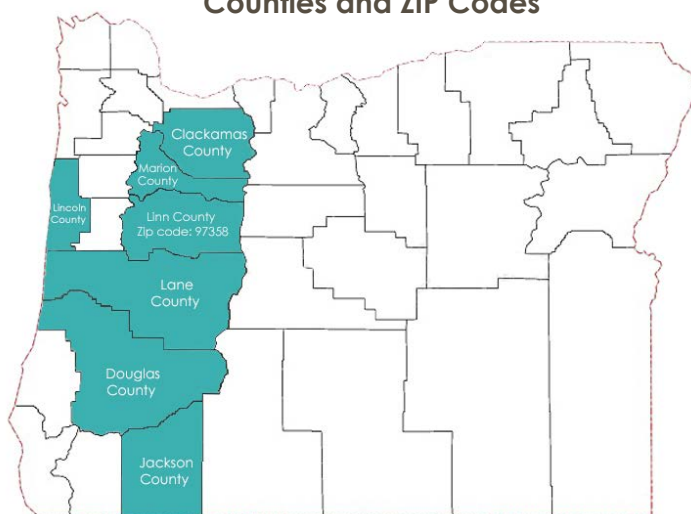 Counties and ZIP Codes
Clackamas
County
Marion
County
Lincoln
County
Linn County
Zip code: 97358
Lane
County
Douglas
County
Jackson
County